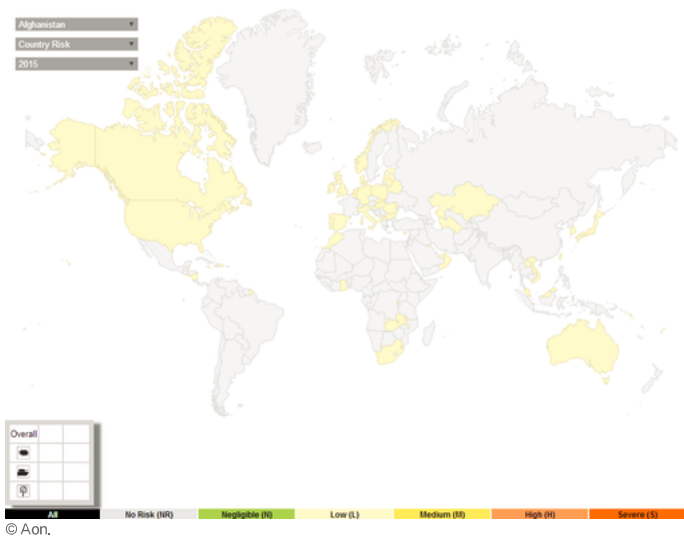 Afghanistan
Country Risk
2015
Overall
All No Risk (NR) Negligible (N) Low (L) Medium (M) High (H) Severe (S)
© Aon.